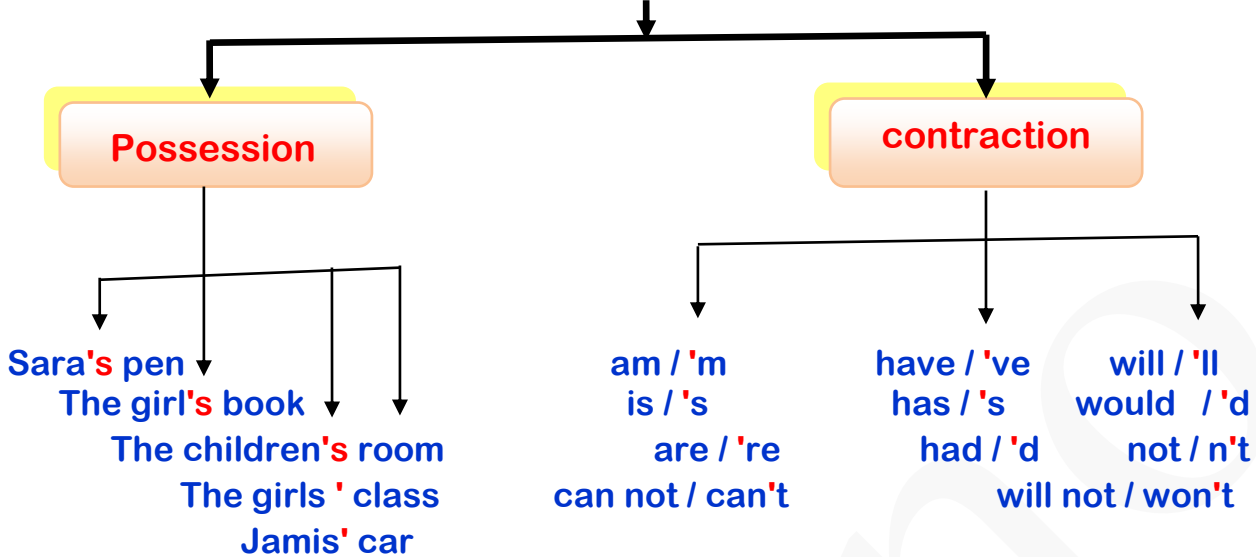 Possession
contraction
Sara's pen
The girl's book
The children's room
The girls ' class
Jamis' car
am / 'm
is / 's
are / 're
can not / can't
have / 've
has / 's
had / 'd
will not / won't
will / 'll
would / 'd
not / n't